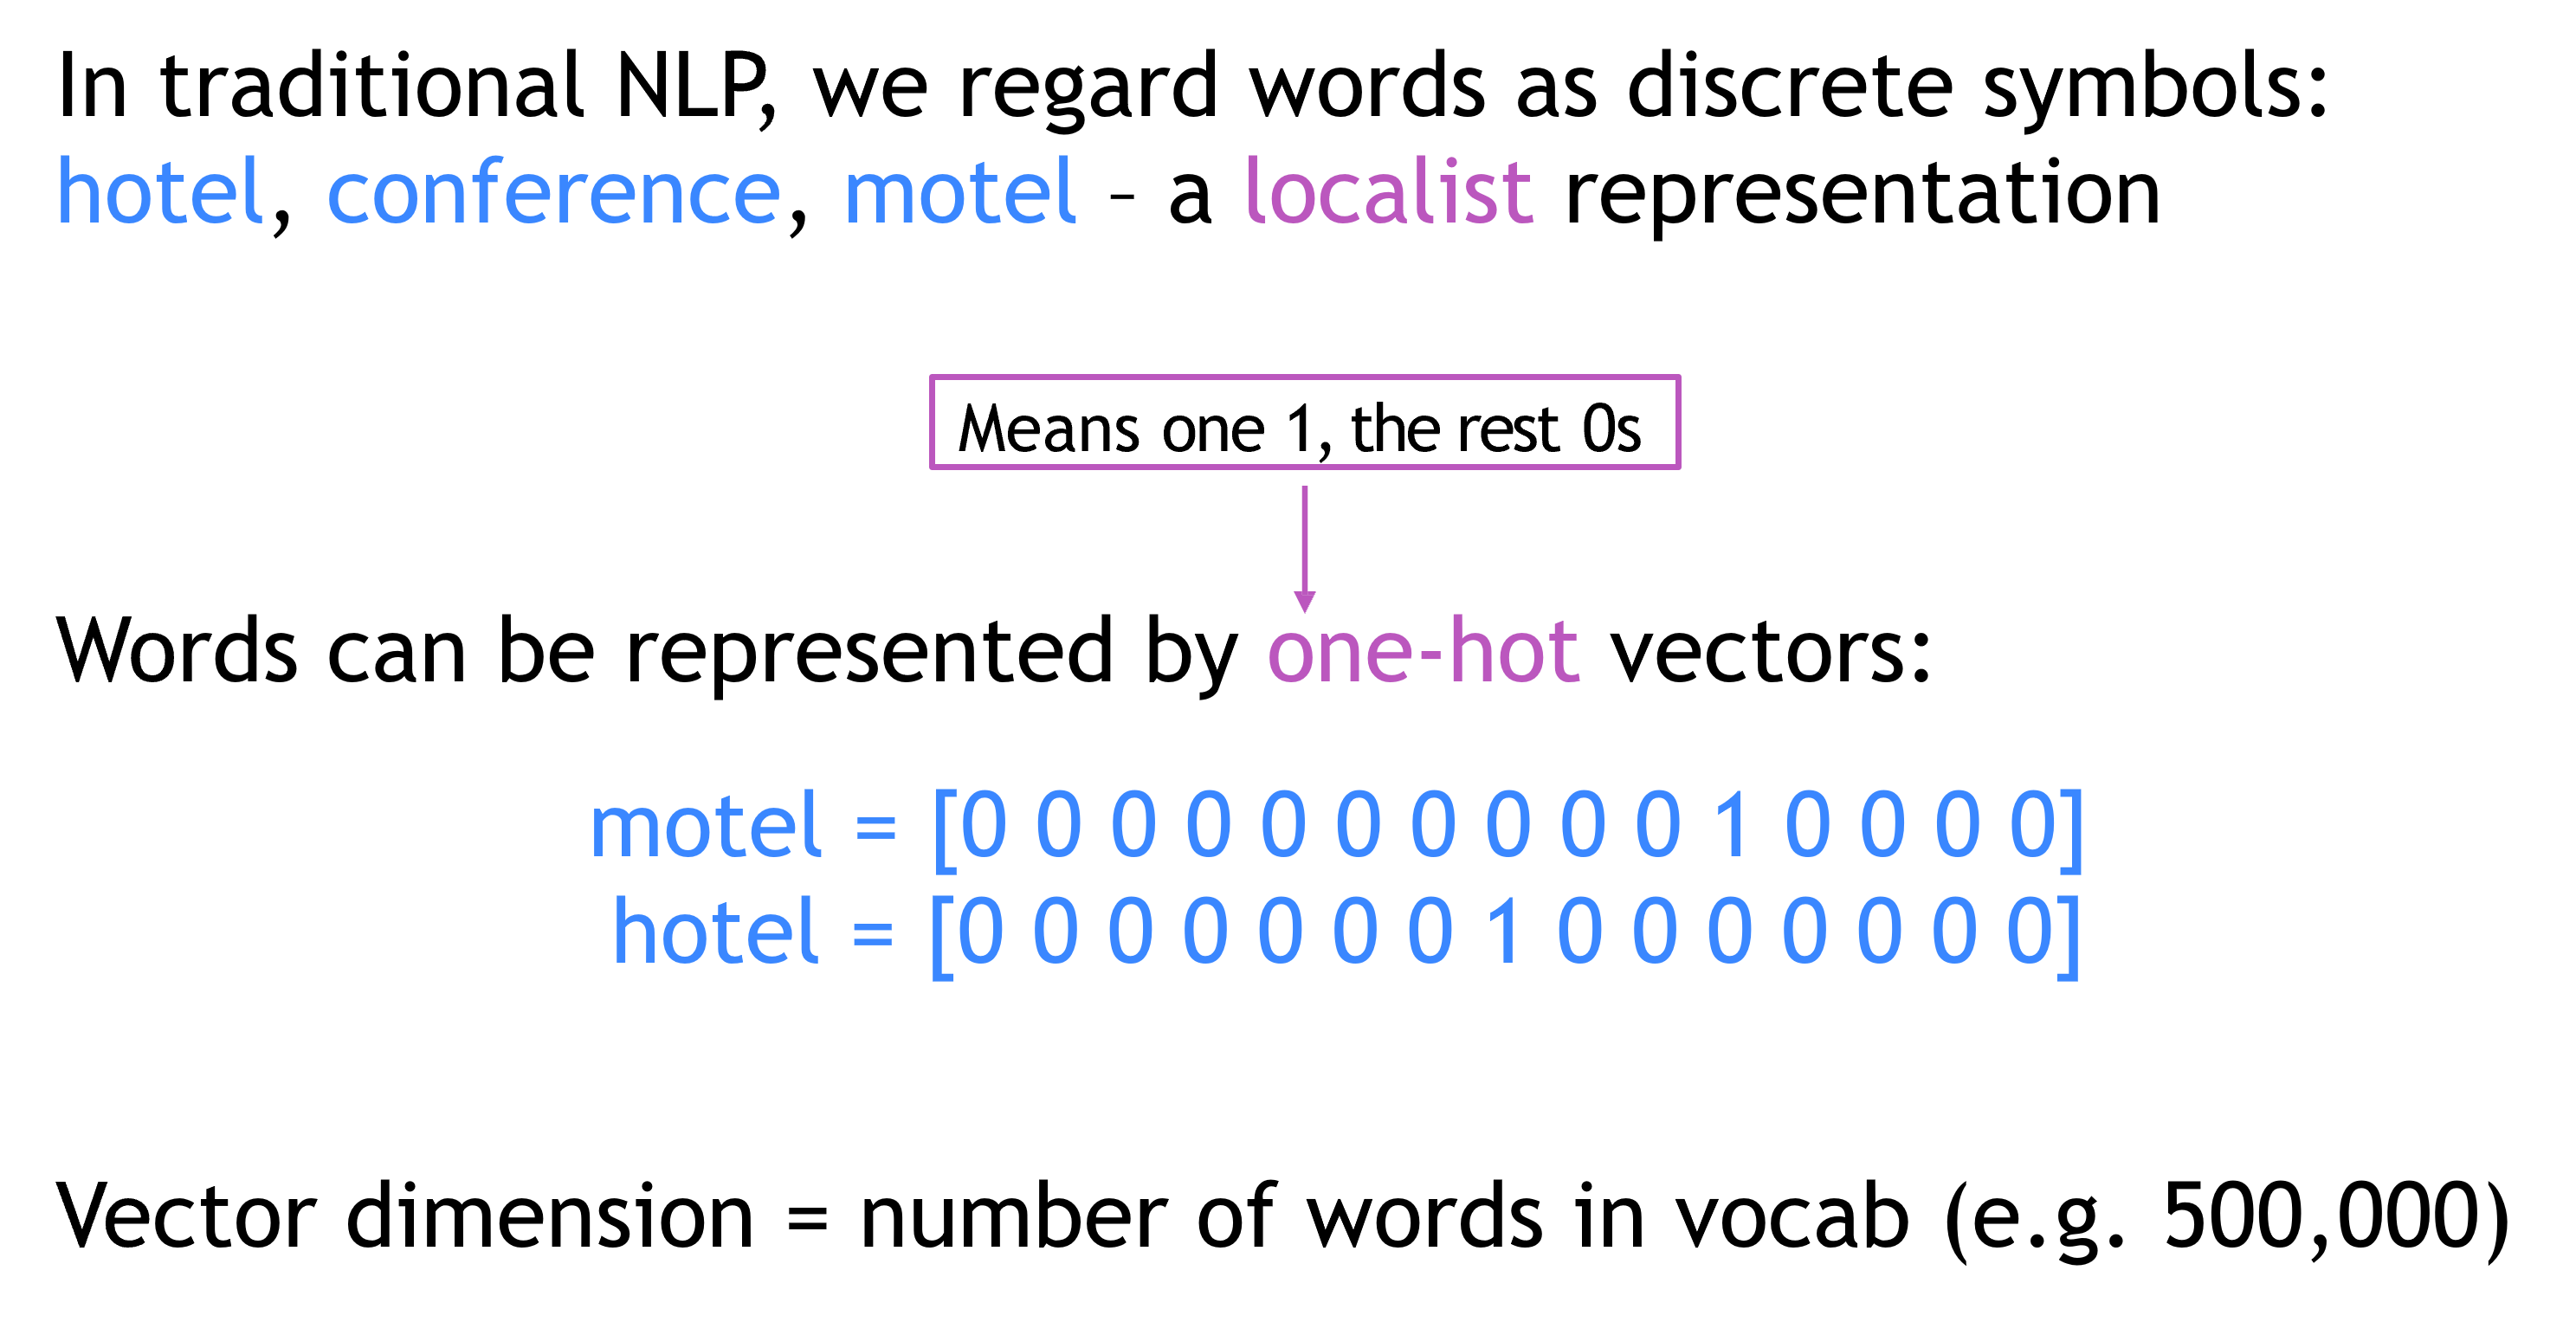 In traditional NLP, we regard words as discrete symbols:
hotel, conference, motel – a localist representation
Means one 1, the rest 0s
Words can be represented by one-hot vectors:
motel = [0 0 0 0 0 0 0 0 0 0 1 0 0 0 0]
hotel = [0 0 0 0 0 0 0 1 0 0 0 0 0 0 0]
Vector dimension = number of words in vocab (e.g. 500,000)